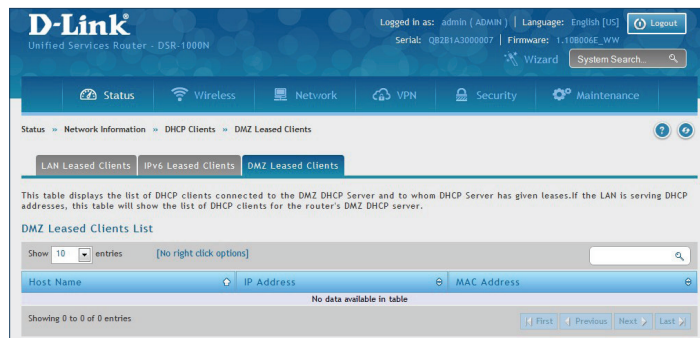 D-Link®
Logged in as: admin ( ADMIN ) | Language: English [US] Logout
Unified Services Router - DSR-1000N
Serial: QB2B1A3000007 | Firmware: 1.10B006E_WW
Wizard System Search...
Status Wireless Network VPN Security Maintenance
Status » Network Information » DHCP Clients » DMZ Leased Clients
LAN Leased Clients IPv6 Leased Clients DMZ Leased Clients
This table displays the list of DHCP clients connected to the DMZ DHCP Server and to whom DHCP Server has given leases.If the LAN is serving DHCP
addresses, this table will show the list of DHCP clients for the router's DMZ DHCP server.
DMZ Leased Clients List
Show 10 entries [No right click options]
Host Name IP Address MAC Address
No data available in table
Showing 0 to 0 of 0 entries First Previous Next Last